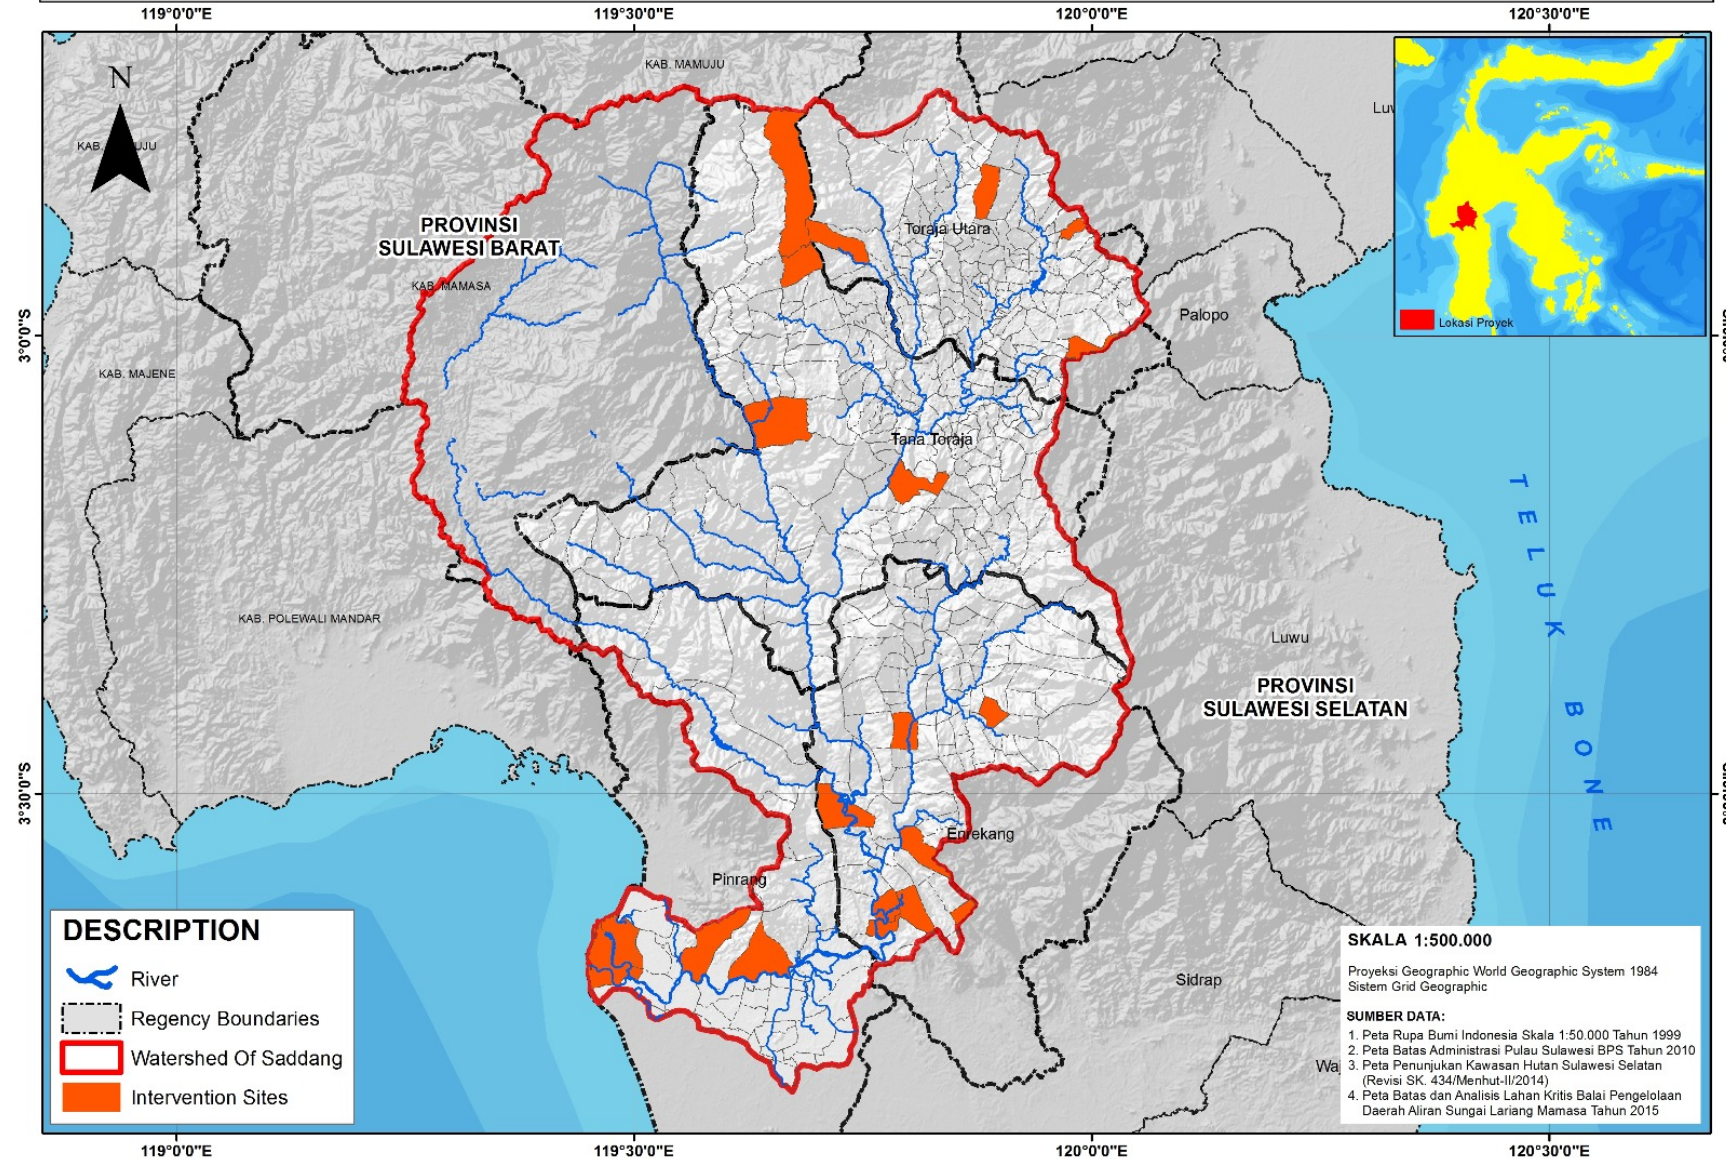 119°0'0"E 119°30'0"E 120°0'0"E 120°30'0"E
N
KAB. MAMUJU
PROVINSI
SULAWESI BARAT
KAB. MAMASA
Toraja Utara
Lokasi Proyek
Palopo
3°0'0"S
KAB. MAJENE
Tana Toraja
KAB. POLEWALI MANDAR
Luwu
PROVINSI
SULAWESI SELATAN
TELUK BONE
3°30'0"S
Enrekang
Pinrang
Sidrap
DESCRIPTION
River
Regency Boundaries
Watershed Of Saddang
Intervention Sites
SKALA 1:500.000
Proyeksi Geographic World Geographic System 1984
Sistem Grid Geographic
SUMBER DATA:
1. Peta Rupa Bumi Indonesia Skala 1:50.000 Tahun 1999
2. Peta Batas Administrasi Pulau Sulawesi BPS Tahun 2010
3. Peta Penunjukan Kawasan Hutan Sulawesi Selatan
(Revisi SK. 434/Menhut-II/2014)
4. Peta Batas dan Analisis Lahan Kritis Balai Pengelolaan
Daerah Aliran Sungai Lariang Mamasa Tahun 2015
119°0'0"E 119°30'0"E 120°0'0"E 120°30'0"E